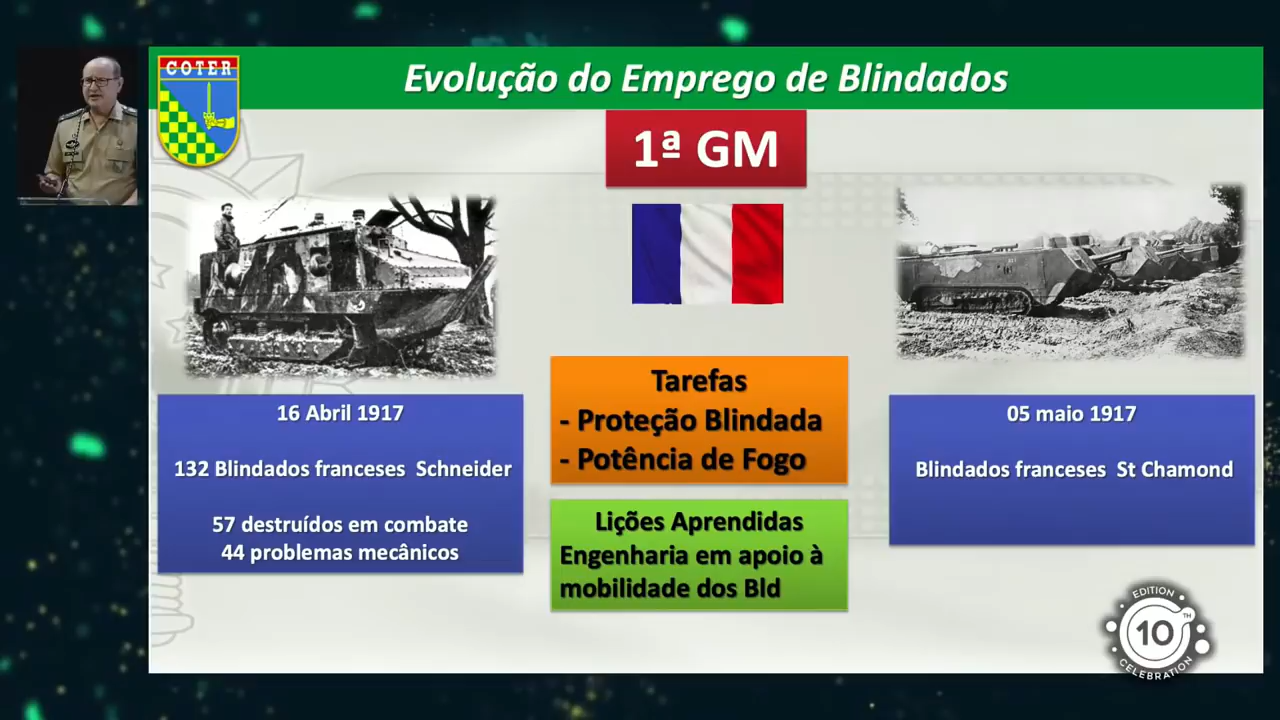 COTER
Evolução do Emprego de Blindados
1ª GM
16 Abril 1917
132 Blindados franceses Schneider
57 destruídos em combate
44 problemas mecânicos
Tarefas
- Proteção Blindada
- Potência de Fogo
Lições Aprendidas
Engenharia em apoio à
mobilidade dos Bld
05 maio 1917
Blindados franceses St Chamond
EDITION
10TH
CELEBRATION